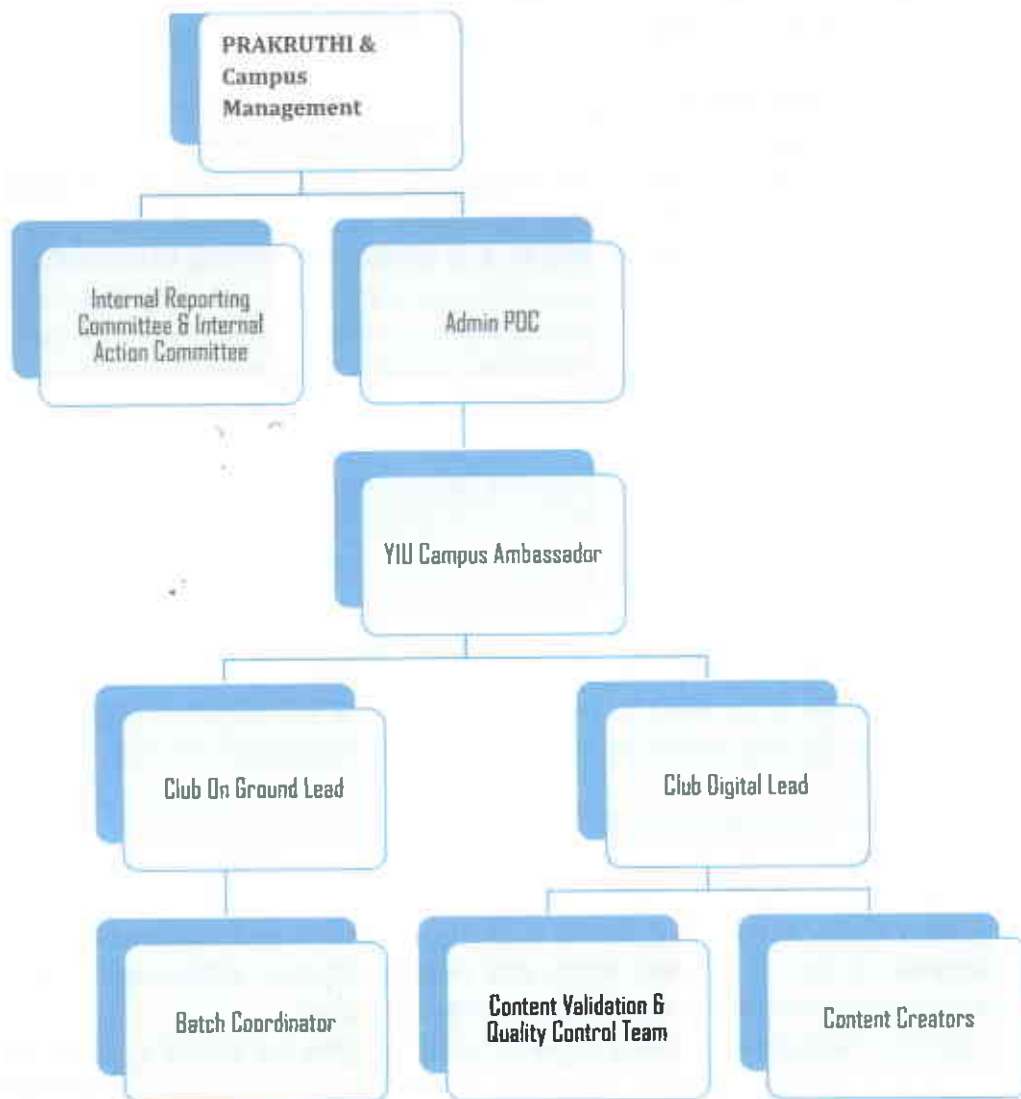 PRAKRUTHI &
Campus
Management
Internal Reporting
Committee & Internal
Action Committee
Admin POC
YIU Campus Ambassador
Club On Ground Lead
Club Digital Lead
Batch Coordinator
Content Validation &
Quality Control Team
Content Creators